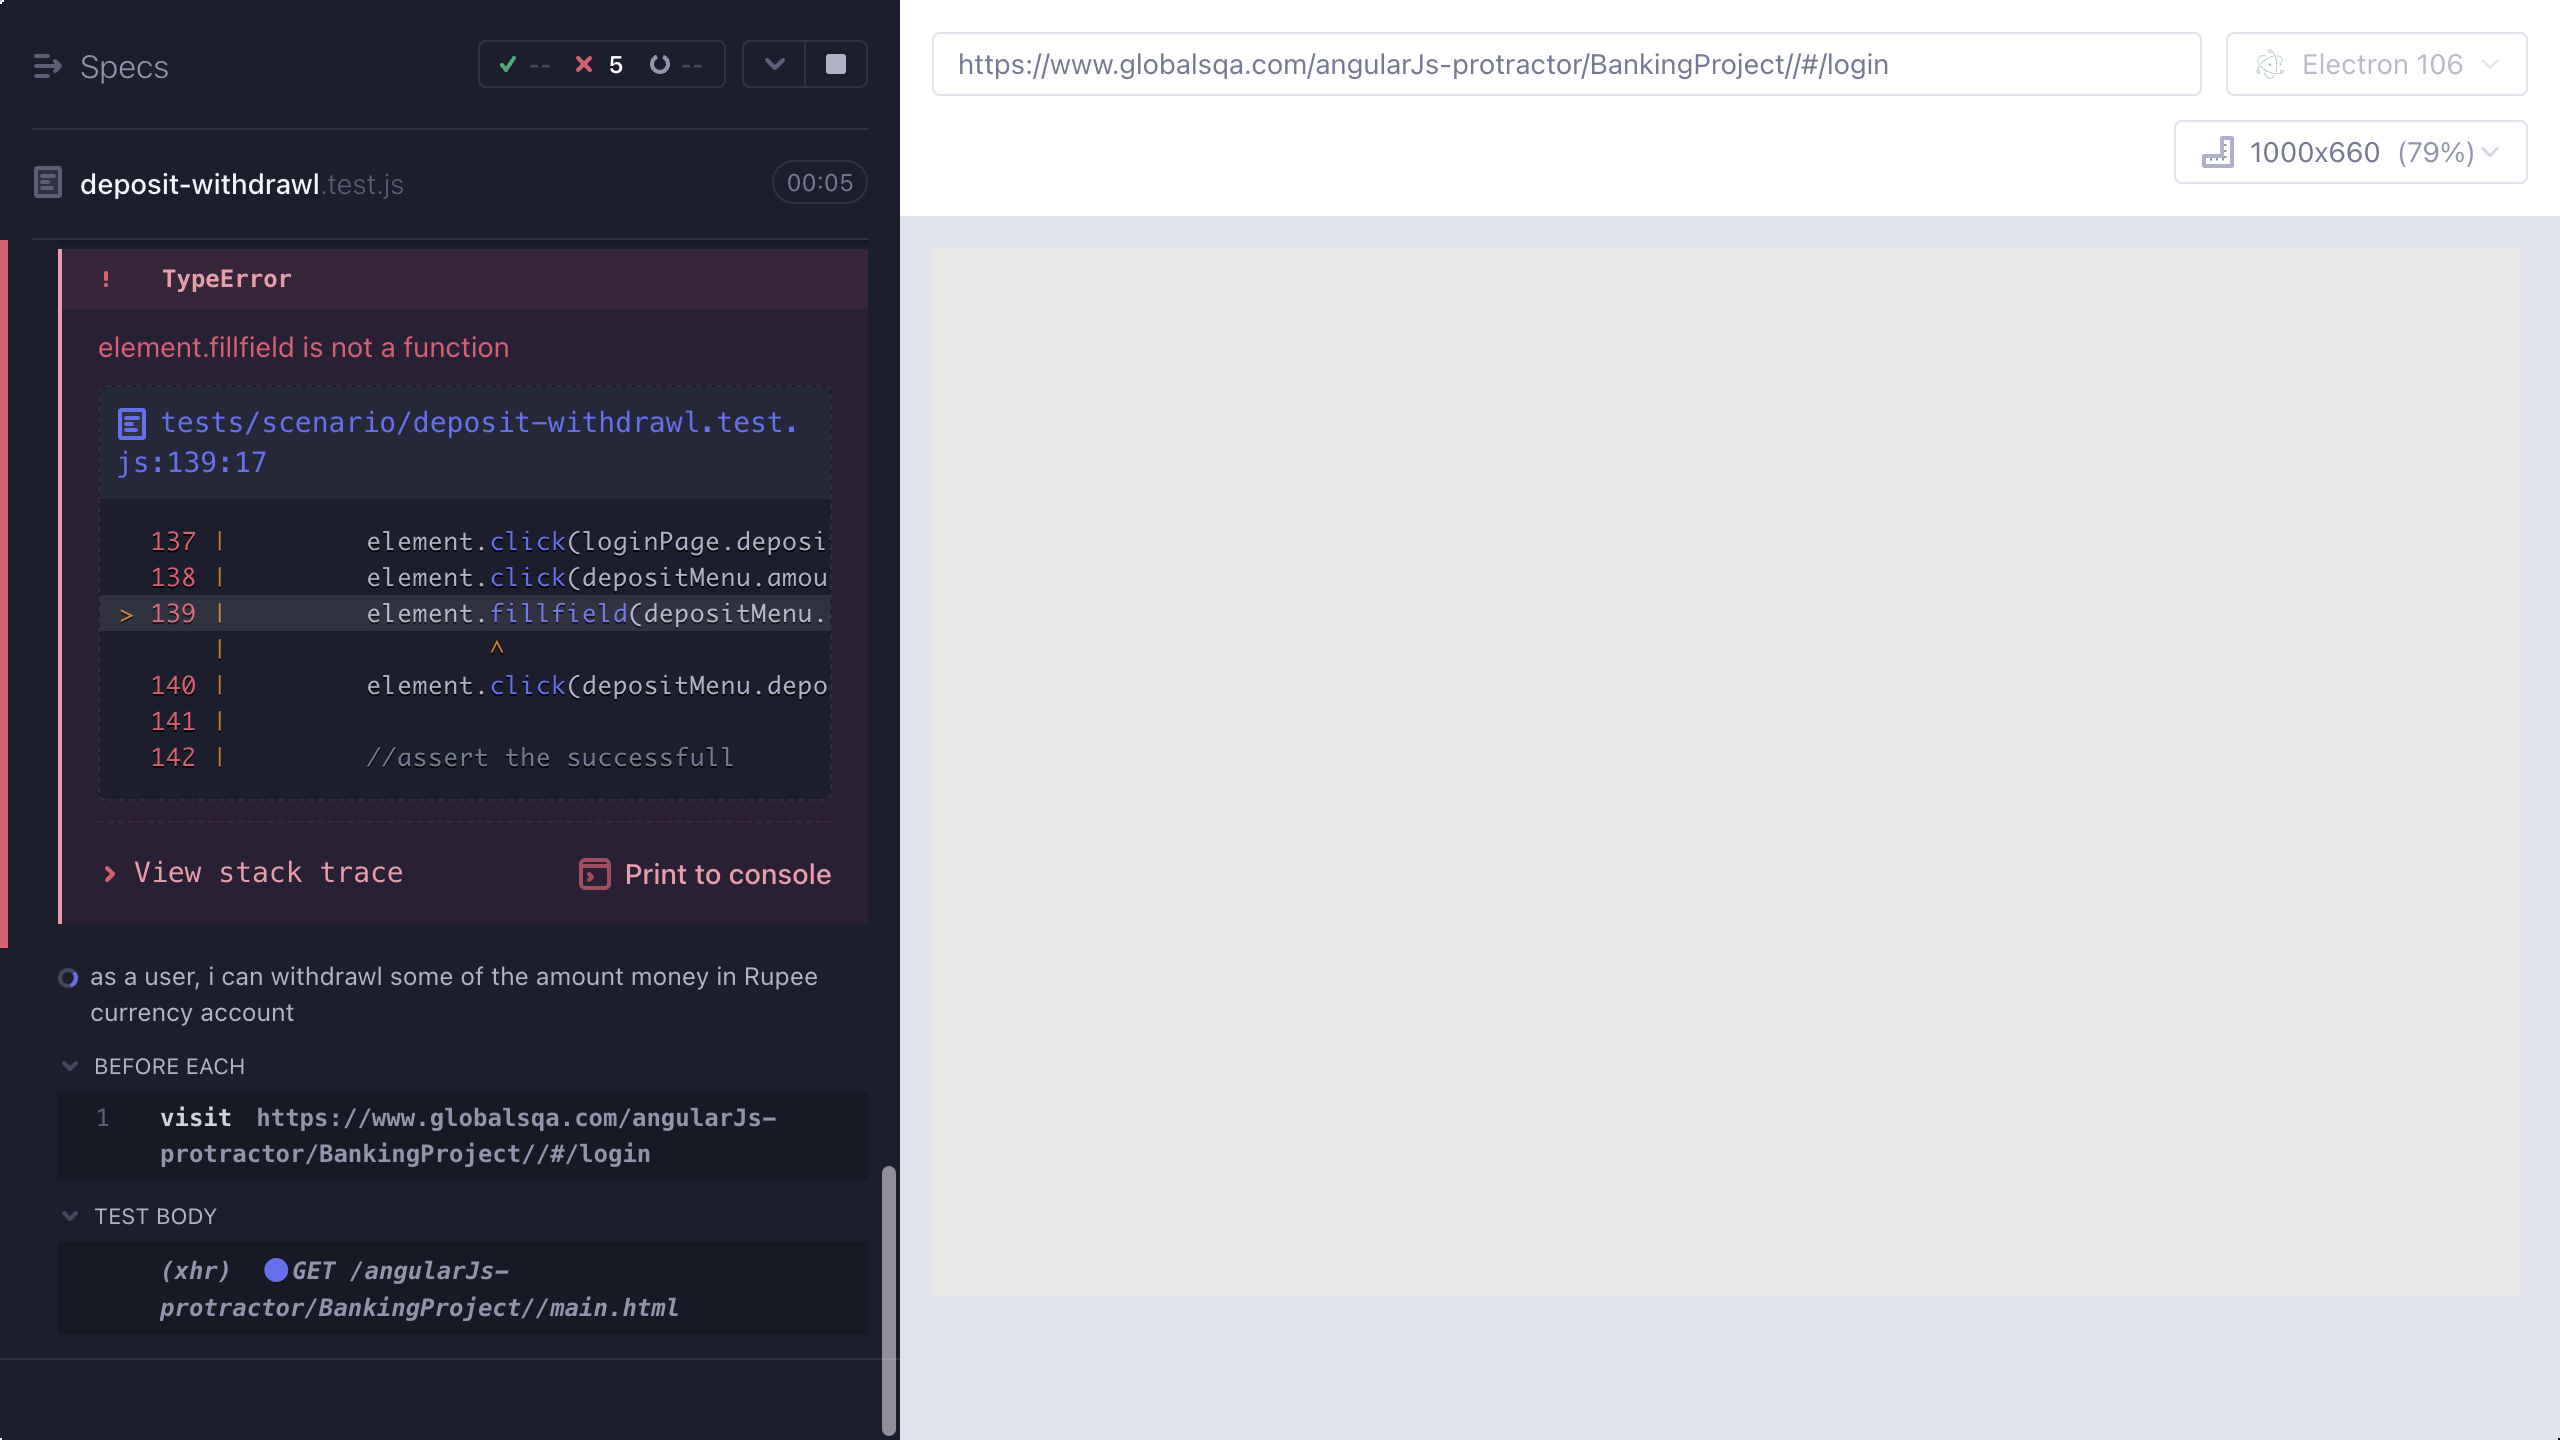 Specs
-- 5 --
deposit-withdrawl.test.js
00:05
! TypeError
element.fillfield is not a function
tests/scenario/deposit-withdrawl.test.
js:139:17
137 | element.click(loginPage.deposi
138 | element.click(depositMenu.amou
> 139 | element.fillfield(depositMenu.
| ^
140 | element.click(depositMenu.depo
141 |
142 | //assert the successfull
View stack trace
Print to console
as a user, i can withdrawl some of the amount money in Rupee
currency account
BEFORE EACH
1 visit https://www.globalsqa.com/angularJs-
protractor/BankingProject//#/login
TEST BODY
(xhr) GET /angularJs-
protractor/BankingProject//main.html
https://www.globalsqa.com/angularJs-protractor/BankingProject//#/login
Electron 106
1000x660 (79%)